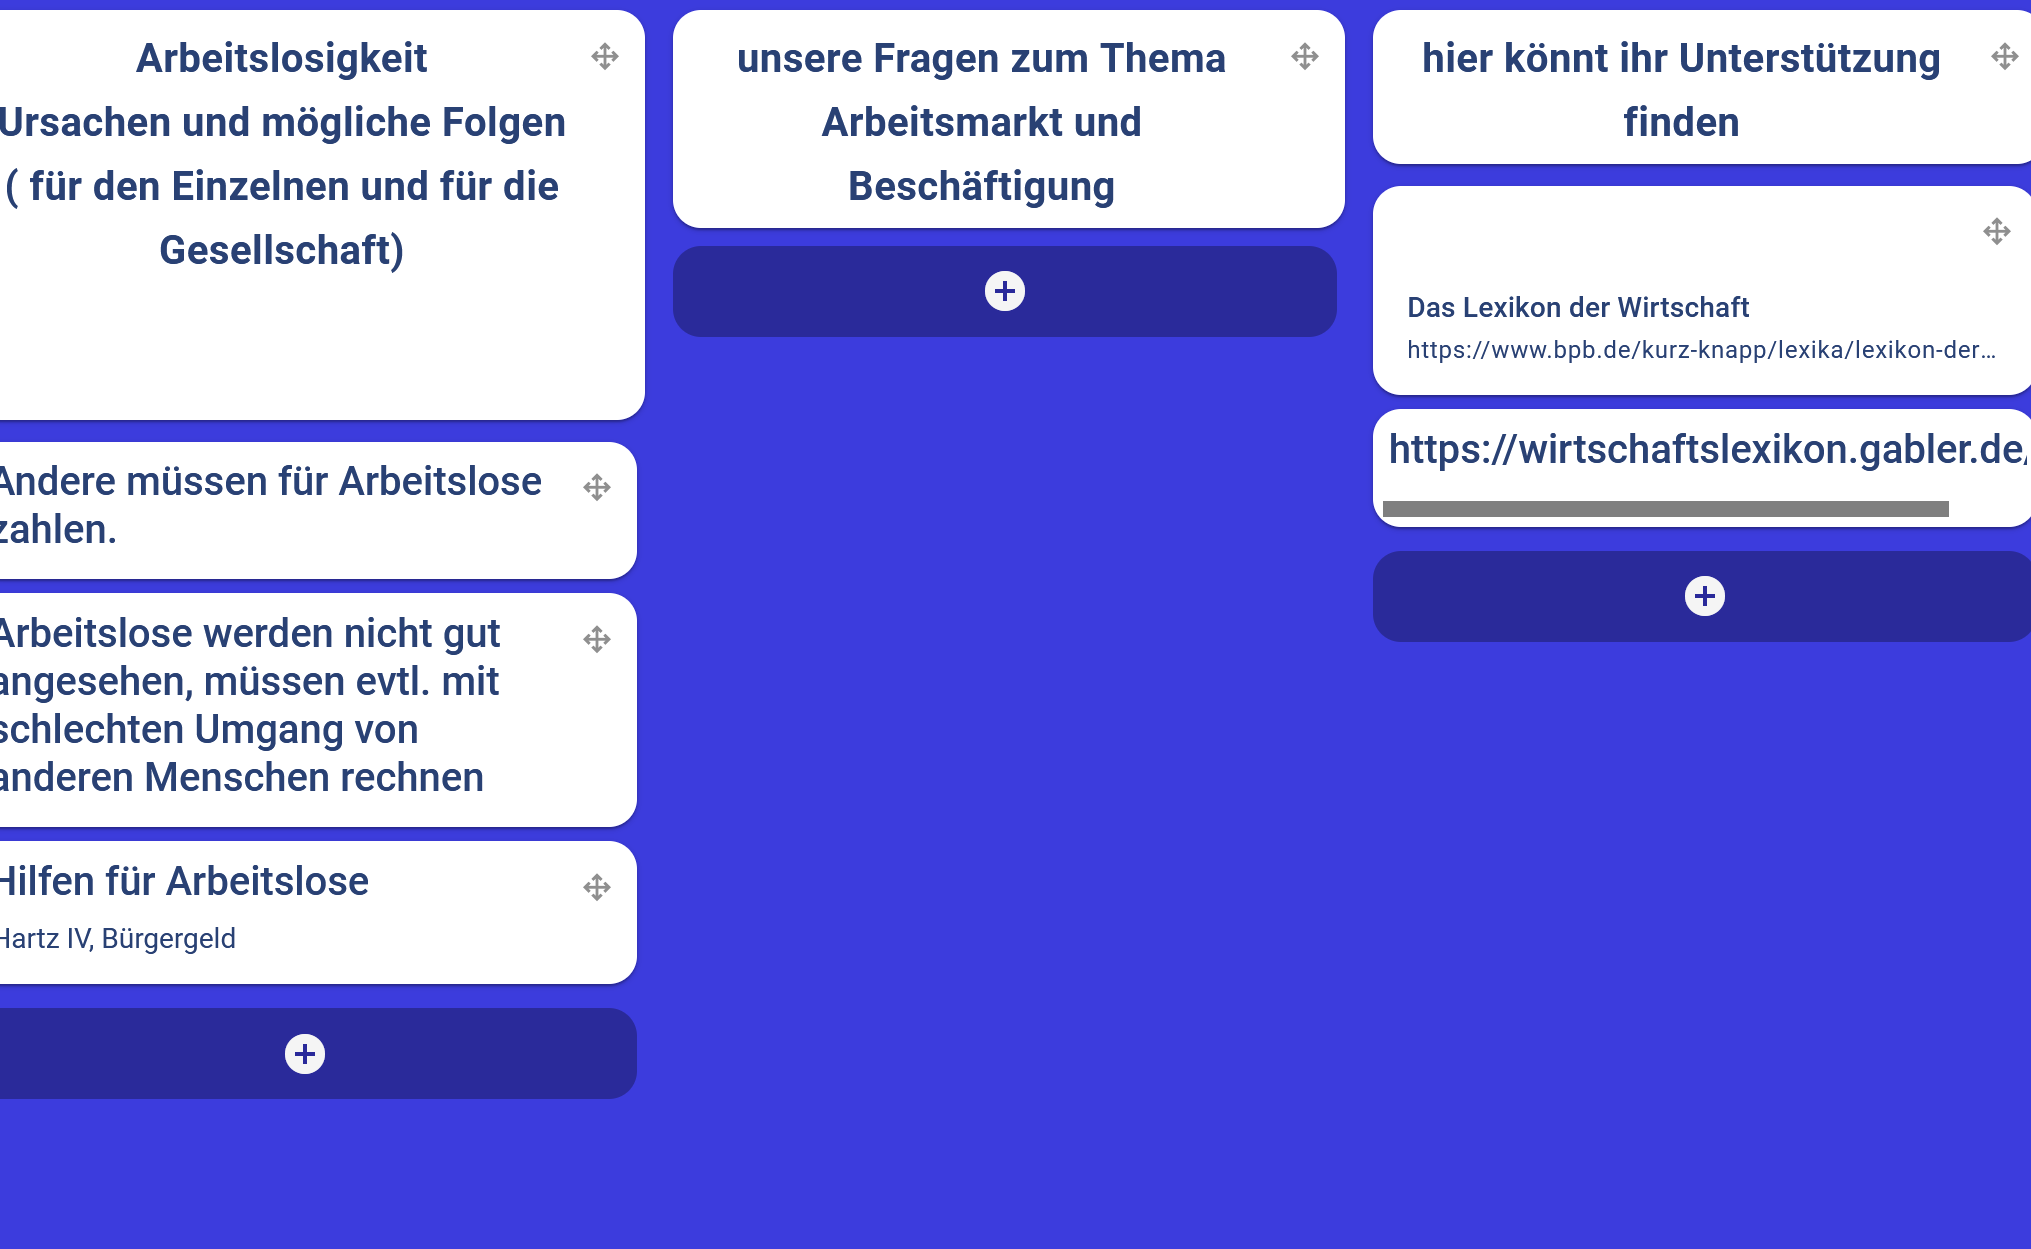 Arbeitslosigkeit
Ursachen und mögliche Folgen
( für den Einzelnen und für die
Gesellschaft)
Andere müssen für Arbeitslose
zahlen.
Arbeitslose werden nicht gut
angesehen, müssen evtl. mit
schlechten Umgang von
anderen Menschen rechnen
Hilfen für Arbeitslose
Hartz IV, Bürgergeld
unsere Fragen zum Thema
Arbeitsmarkt und
Beschäftigung
hier könnt ihr Unterstützung
finden
Das Lexikon der Wirtschaft
https://www.bpb.de/kurz-knapp/lexika/lexikon-der…
https://wirtschaftslexikon.gabler.de/